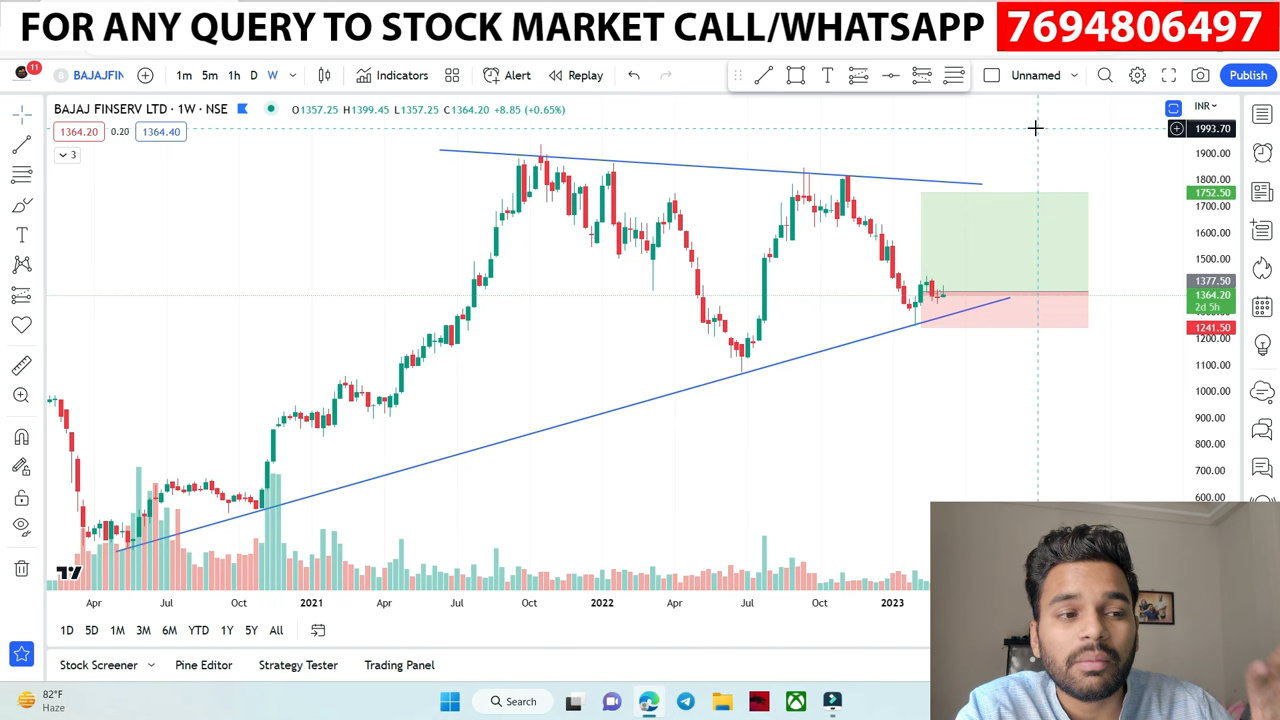 FOR ANY QUERY TO STOCK MARKET CALL/WHATSAPP 7694806497
11
BAJAJFIN 1m 5m 1h D W Indicators Alert Replay Unnamed Publish
BAJAJ FINSERV LTD · 1W · NSE O1357.25 H1399.45 L1357.25 C1364.20 +8.85 (+0.65%) INR
1364.20 0.20 1364.40
3
1993.70
1900.00
1800.00
1752.50
1700.00
1600.00
1500.00
1377.50
1364.20
2d 5h
1241.50
1200.00
1100.00
1000.00
900.00
800.00
700.00
600.00
Apr Jul Oct 2021 Apr Jul Oct 2022 Apr Jul Oct 2023
1D 5D 1M 3M 6M YTD 1Y 5Y All
Stock Screener Pine Editor Strategy Tester Trading Panel
82°F
Haze
Search